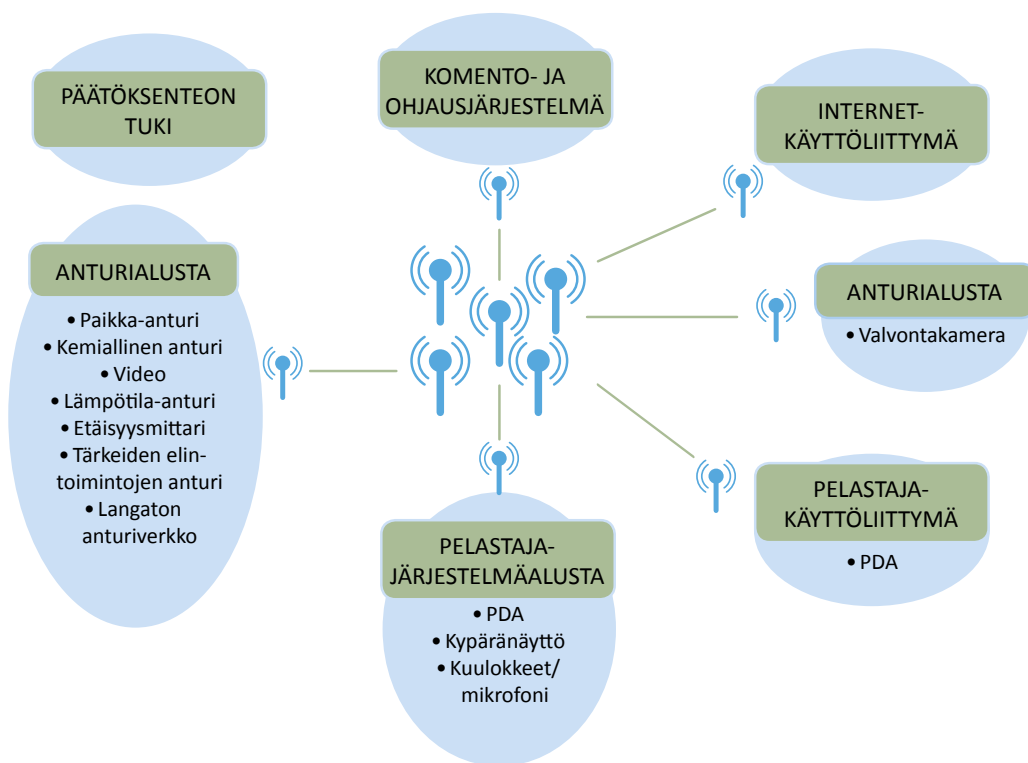 PÄÄTÖKSENTEON
TUKI
KOMENTO- JA
OHJAUSJÄRJESTELMÄ
INTERNET-
KÄYTTÖLIITTYMÄ
ANTURIALUSTA
• Paikka-anturi
• Kemiallinen anturi
• Video
• Lämpötila-anturi
• Etäisyysmittari
• Tärkeiden elin-
toimintojen anturi
• Langaton
anturiverkko
ANTURIALUSTA
• Valvontakamera
PELASTAJA-
JÄRJESTELMÄALUSTA
• PDA
• Kypäränäyttö
• Kuulokkeet/
mikrofoni
PELASTAJA-
KÄYTTÖLIITTYMÄ
• PDA